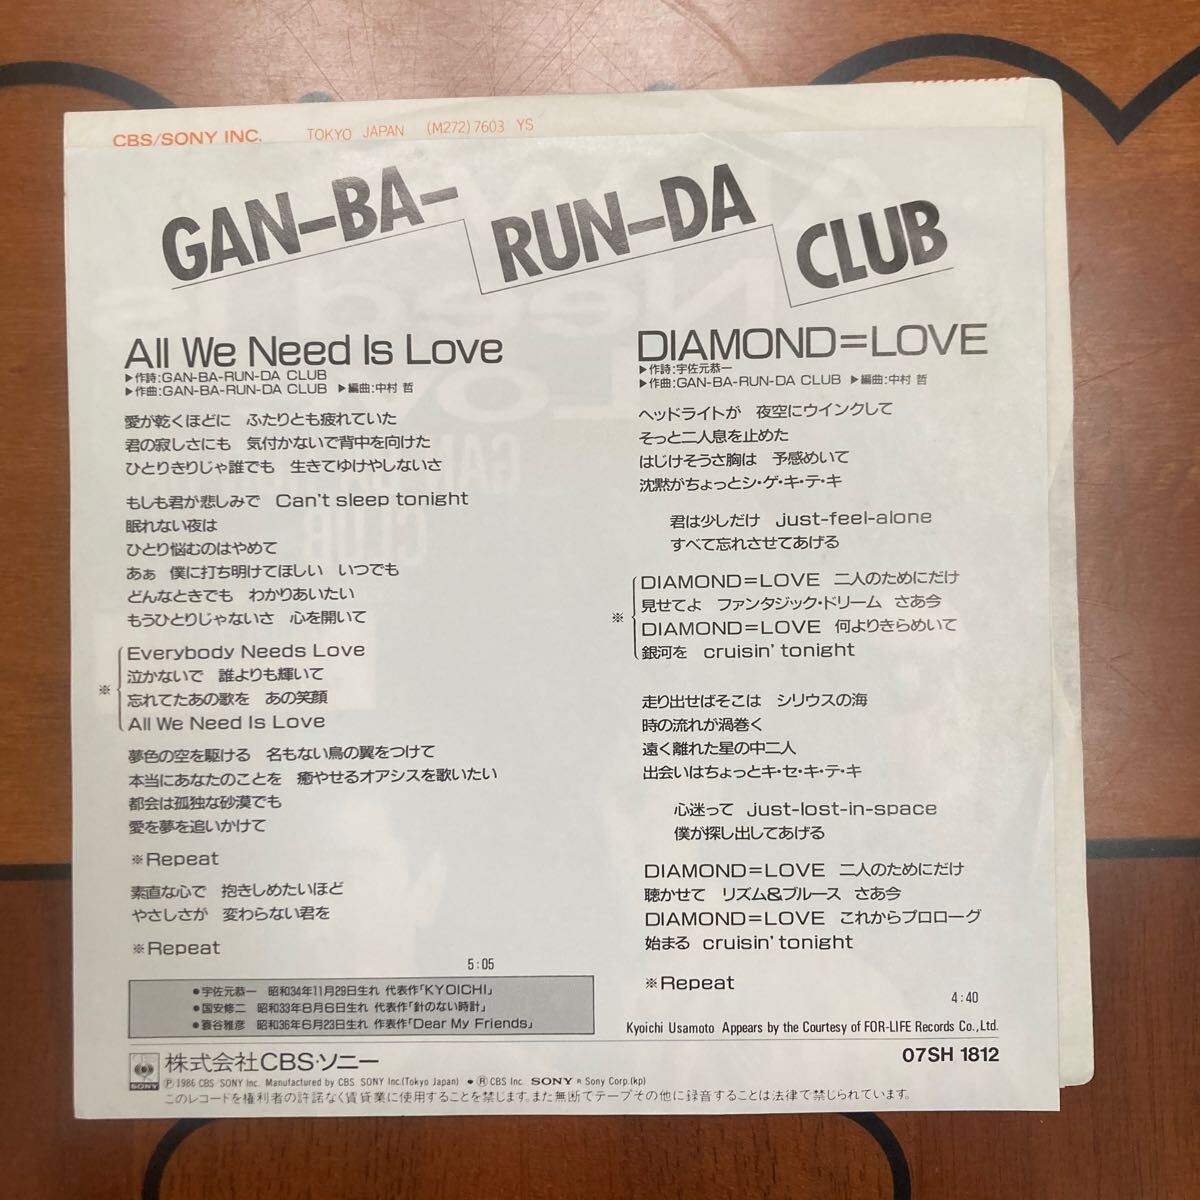 CBS/SONY INC. TOKYO JAPAN (M272) 7603 YS
GAN-BA-RUN-DA CLUB
All We Need Is Love
▶作詩:GAN-BA-RUN-DA CLUB
▶作曲:GAN-BA-RUN-DA CLUB ▶編曲:中村 哲
愛が乾くほどに ふたりとも疲れていた
君の寂しさにも 気付かないで背中を向けた
ひとりきりじゃ誰でも 生きてゆけやしないさ
もしも君が悲しみで Can't sleep tonight
眠れない夜は
ひとり悩むのはやめて
あぁ 僕に打ち明けてほしい いつでも
どんなときでも わかりあいたい
もうひとりじゃないさ 心を開いて
※
Everybody Needs Love
泣かないで 誰よりも輝いて
忘れてたあの歌を あの笑顔
All We Need Is Love
夢色の空を駆ける 名もない鳥の翼をつけて
本当にあなたのことを 癒やせるオアシスを歌いたい
都会は孤独な砂漠でも
愛を夢を追いかけて
※Repeat
素直な心で 抱きしめたいほど
やさしさが 変わらない君を
※Repeat
5:05
DIAMOND=LOVE
▶作詩:宇佐元恭一
▶作曲:GAN-BA-RUN-DA CLUB ▶編曲:中村 哲
ヘッドライトが 夜空にウインクして
そっと二人息を止めた
はじけそうさ胸は 予感めいて
沈黙がちょっとシ・ゲ・キ・テ・キ
君は少しだけ just-feel-alone
すべて忘れさせてあげる
※
DIAMOND=LOVE 二人のためにだけ
見せてよ ファンタジック・ドリーム さあ今
DIAMOND=LOVE 何よりきらめいて
銀河を cruisin' tonight
走り出せばそこは シリウスの海
時の流れが渦巻く
遠く離れた星の中二人
出会いはちょっとキ・セ・キ・テ・キ
心迷って just-lost-in-space
僕が探し出してあげる
DIAMOND=LOVE 二人のためにだけ
聴かせて リズム&ブルース さあ今
DIAMOND=LOVE これからプロローグ
始まる cruisin' tonight
※Repeat
4:40
●宇佐元恭一 昭和34年11月29日生れ 代表作「KYOICHI」
●国安修二 昭和33年8月6日生れ 代表作「針のない時計」
●蓑谷雅彦 昭和36年6月23日生れ 作表作「Dear My Friends」
Kyoichi Usamoto Appears by the Courtesy of FOR-LIFE Records Co., Ltd.
SONY 株式会社CBS・ソニー
07SH 1812
Ⓟ 1986 CBS SONY Inc. Manufactured by CBS SONY Inc. (Tokyo Japan) ●Ⓡ CBS Inc. SONY ® Sony Corp. (kp)
このレコードを権利者の許諾なく賃貸業に使用することを禁じます。また無断でテープその他に録音することは法律で禁じられています。